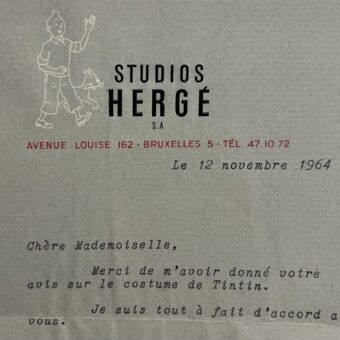 STUDIOS
HERGÉ
S.A
AVENUE LOUISE 162 · BRUXELLES 5 · TÉL. 47.10.72
Le 12 novembre 1964
Chère Mademoiselle,
Merci de m'avoir donné votre
avis sur le costume de Tintin.
Je suis tout à fait d'accord a
vous.